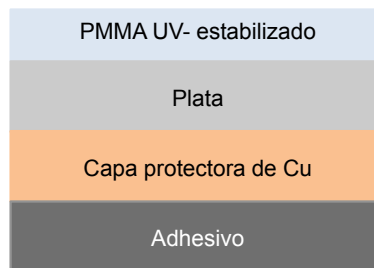 PMMA UV- estabilizado
Plata
Capa protectora de Cu
Adhesivo